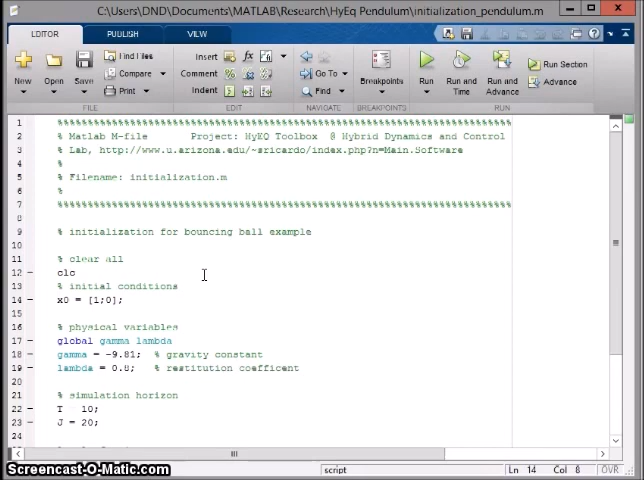 C:\Users\DND\Documents\MATLAB\Research\HyEq Pendulum\initialization_pendulum.m
EDITOR PUBLISH VIEW
New Open Save Find Files Compare Print
Insert Comment Indent
Go To Find
Breakpoints
Run Run and Time Run and Advance Run Section Advance
FILE EDIT NAVIGATE BREAKPOINTS RUN
1 %%%%%%%%%%%%%%%%%%%%%%%%%%%%%%%%%%%%%%%%%%%%%%%%%%%%%%%%%%%%%%%%%%%%%%%%%%%
2 % Matlab M-file Project: HyEQ Toolbox @ Hybrid Dynamics and Control
3 % Lab, http://www.u.arizona.edu/~sricardo/index.php?n=Main.Software
4 %
5 % Filename: initialization.m
6 %
7 %%%%%%%%%%%%%%%%%%%%%%%%%%%%%%%%%%%%%%%%%%%%%%%%%%%%%%%%%%%%%%%%%%%%%%%%%%%
8
9 % initialization for bouncing ball example
10
11 % clear all
12 – clc
13 % initial conditions
14 – x0 = [1;0];
15
16 % physical variables
17 – global gamma lambda
18 – gamma = -9.81; % gravity constant
19 – lambda = 0.8; % restitution coefficent
20
21 % simulation horizon
22 – T = 10;
23 – J = 20;
24
Screencast-O-Matic.com script Ln 14 Col 8 OVR